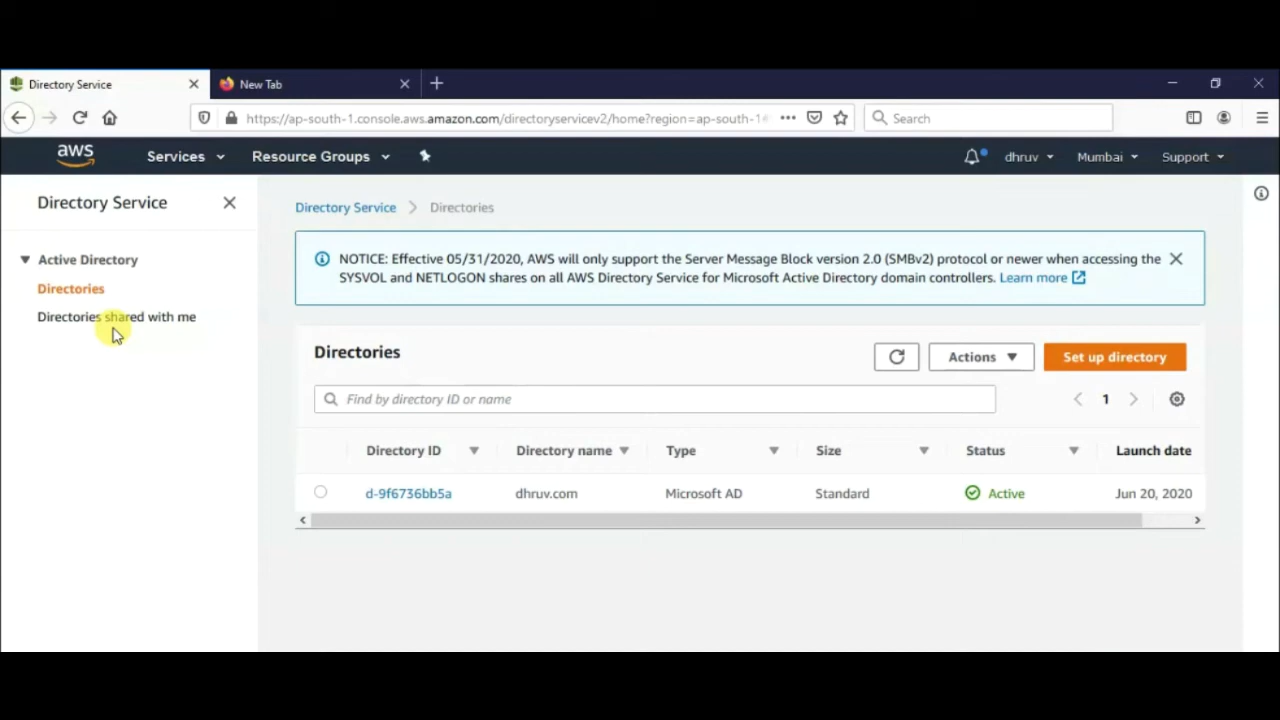 Directory Service
New Tab
https://ap-south-1.console.aws.amazon.com/directoryservicev2/home?region=ap-south-1#
Search
aws
Services
Resource Groups
dhruv
Mumbai
Support
Directory Service
Active Directory
Directories
Directories shared with me
Directory Service
Directories
NOTICE: Effective 05/31/2020, AWS will only support the Server Message Block version 2.0 (SMBv2) protocol or newer when accessing the
SYSVOL and NETLOGON shares on all AWS Directory Service for Microsoft Active Directory domain controllers. Learn more
Directories
Actions
Set up directory
Find by directory ID or name
1
Directory ID
Directory name
Type
Size
Status
Launch date
d-9f6736bb5a
dhruv.com
Microsoft AD
Standard
Active
Jun 20, 2020